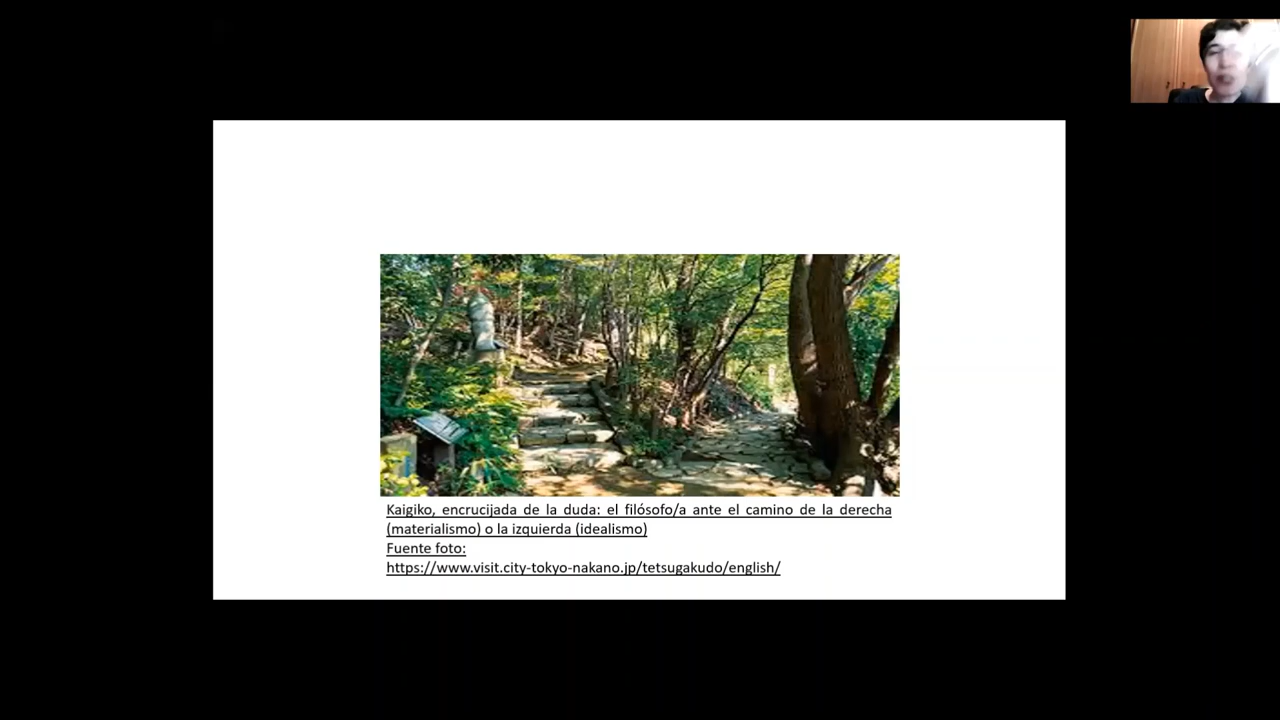 Kaigiko, encrucijada de la duda: el filósofo/a ante el camino de la derecha
(materialismo) o la izquierda (idealismo)
Fuente foto:
https://www.visit.city-tokyo-nakano.jp/tetsugakudo/english/